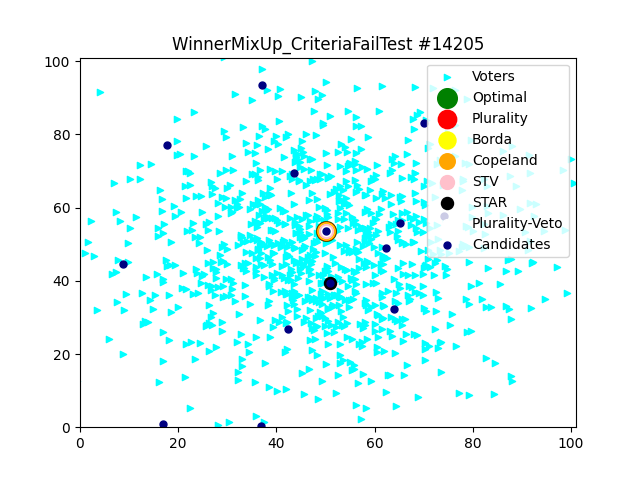 WinnerMixUp_CriteriaFailTest #14205
100
80
60
40
20
0
0
20
40
60
80
100
Voters
Optimal
Plurality
Borda
Copeland
STV
STAR
Plurality-Veto
Candidates